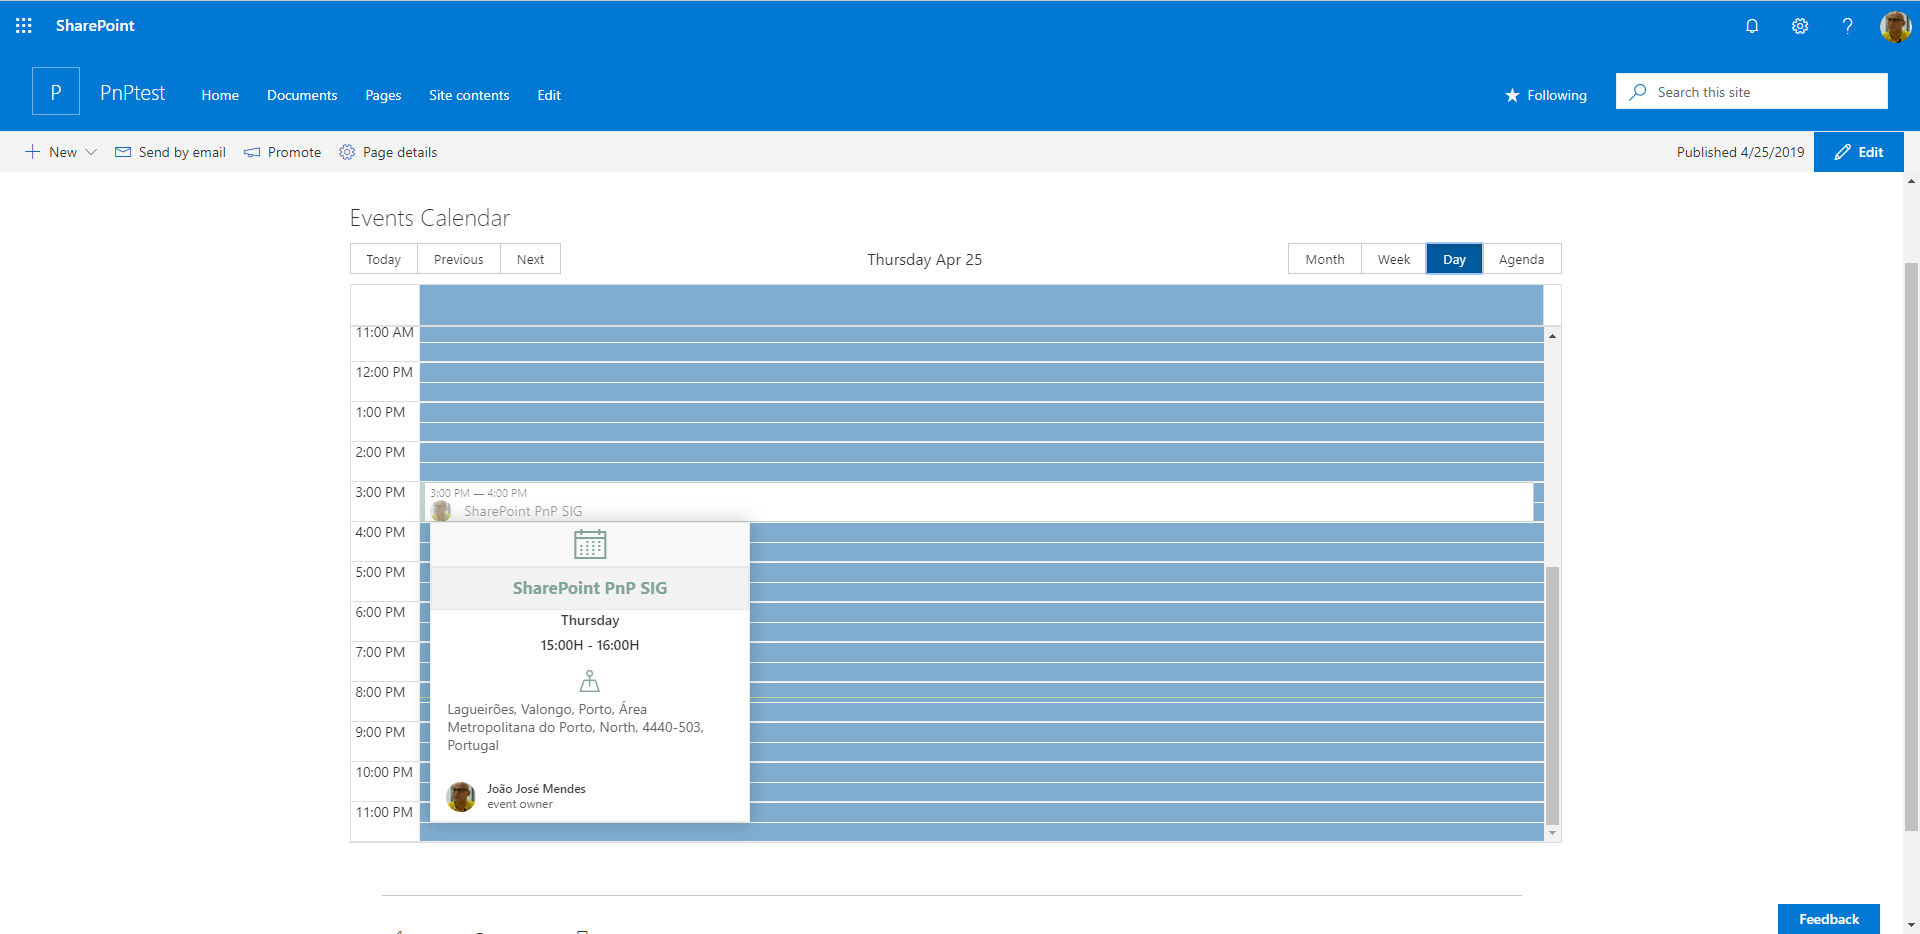 SharePoint
?
P
PnPtest
Home
Documents
Pages
Site contents
Edit
Following
Search this site
New
Send by email
Promote
Page details
Published 4/25/2019
Edit
Events Calendar
Today
Previous
Next
Thursday Apr 25
Month
Week
Day
Agenda
11:00 AM
12:00 PM
1:00 PM
2:00 PM
3:00 PM
3:00 PM — 4:00 PM
SharePoint PnP SIG
4:00 PM
5:00 PM
6:00 PM
7:00 PM
8:00 PM
9:00 PM
10:00 PM
11:00 PM
SharePoint PnP SIG
Thursday
15:00H - 16:00H
Lagueirões, Valongo, Porto, Área
Metropolitana do Porto, North, 4440-503,
Portugal
João José Mendes
event owner
Feedback